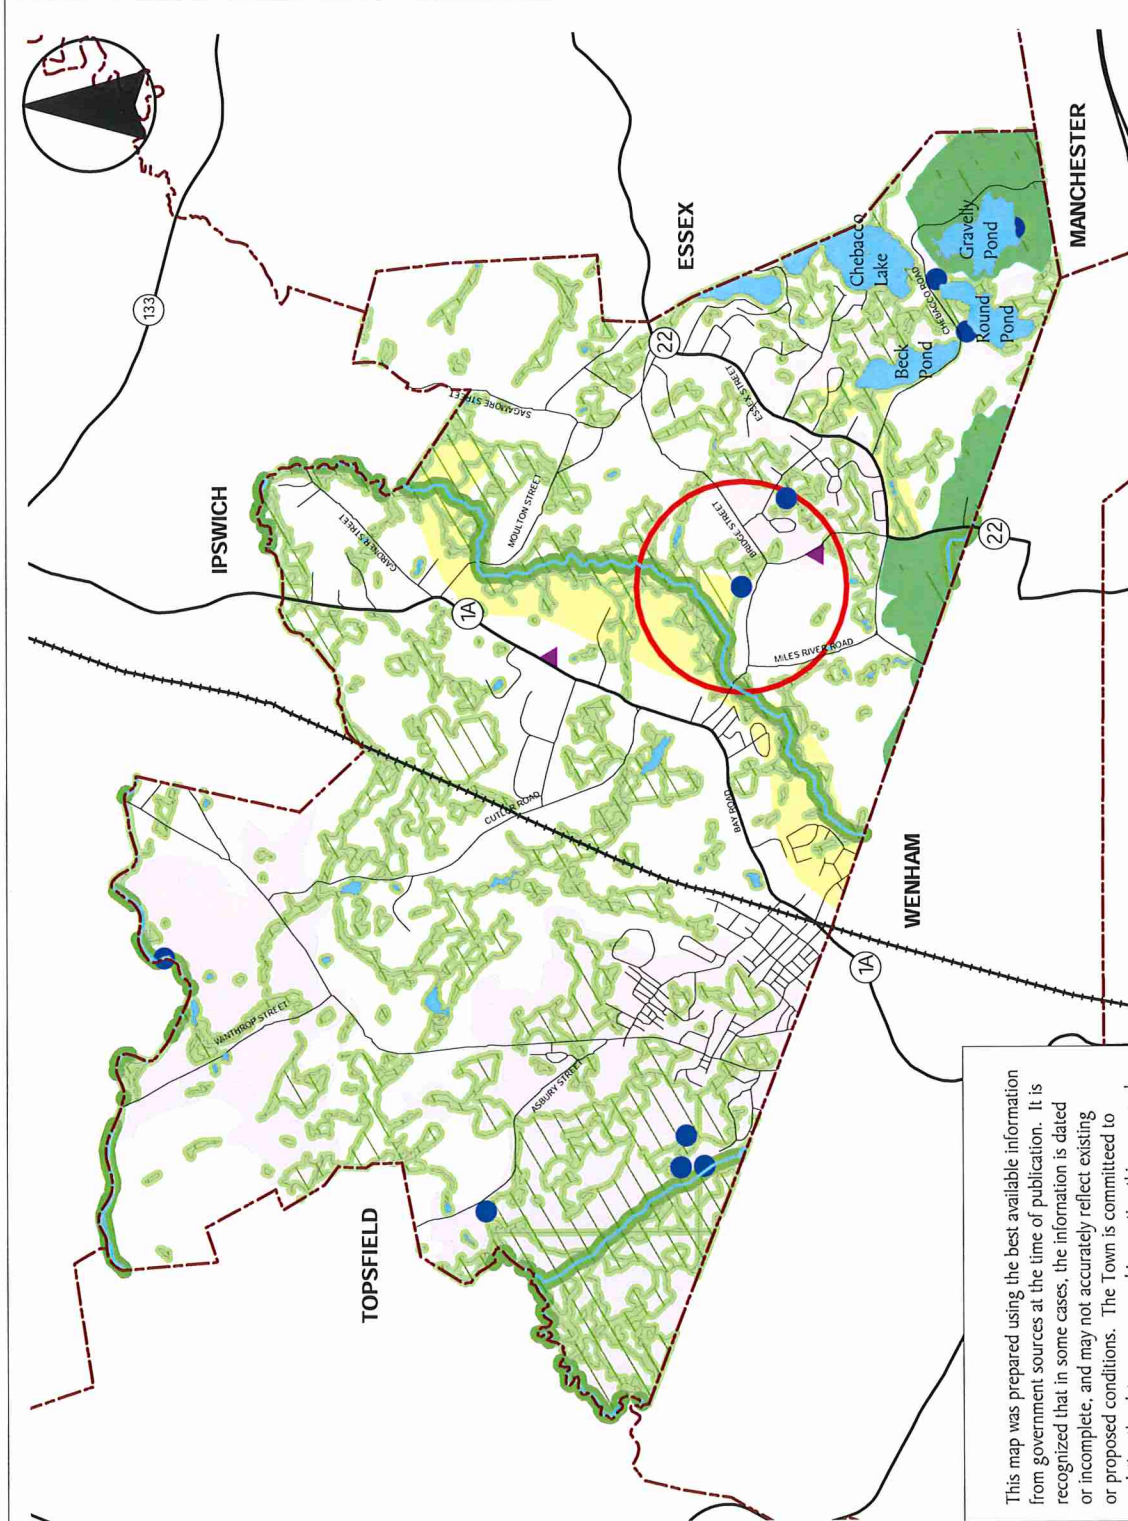 133
IPSWICH
ESSEX
MANCHESTER
WENHAM
TOPSFIELD
1A
1A
22
22
GARDNER STREET
SAGAMORE STREET
MOULTON STREET
ESSEX STREET
BRIDGE STREET
MILES RIVER ROAD
CHEBACCO ROAD
Chebacco
Lake
Gravelly
Pond
Round
Pond
Beck
Pond
CUTLER ROAD
BAY ROAD
WINTHROP STREET
ASBURY STREET
This map was prepared using the best available information
from government sources at the time of publication. It is
recognized that in some cases, the information is dated
or incomplete, and may not accurately reflect existing
or proposed conditions. The Town is committeed to